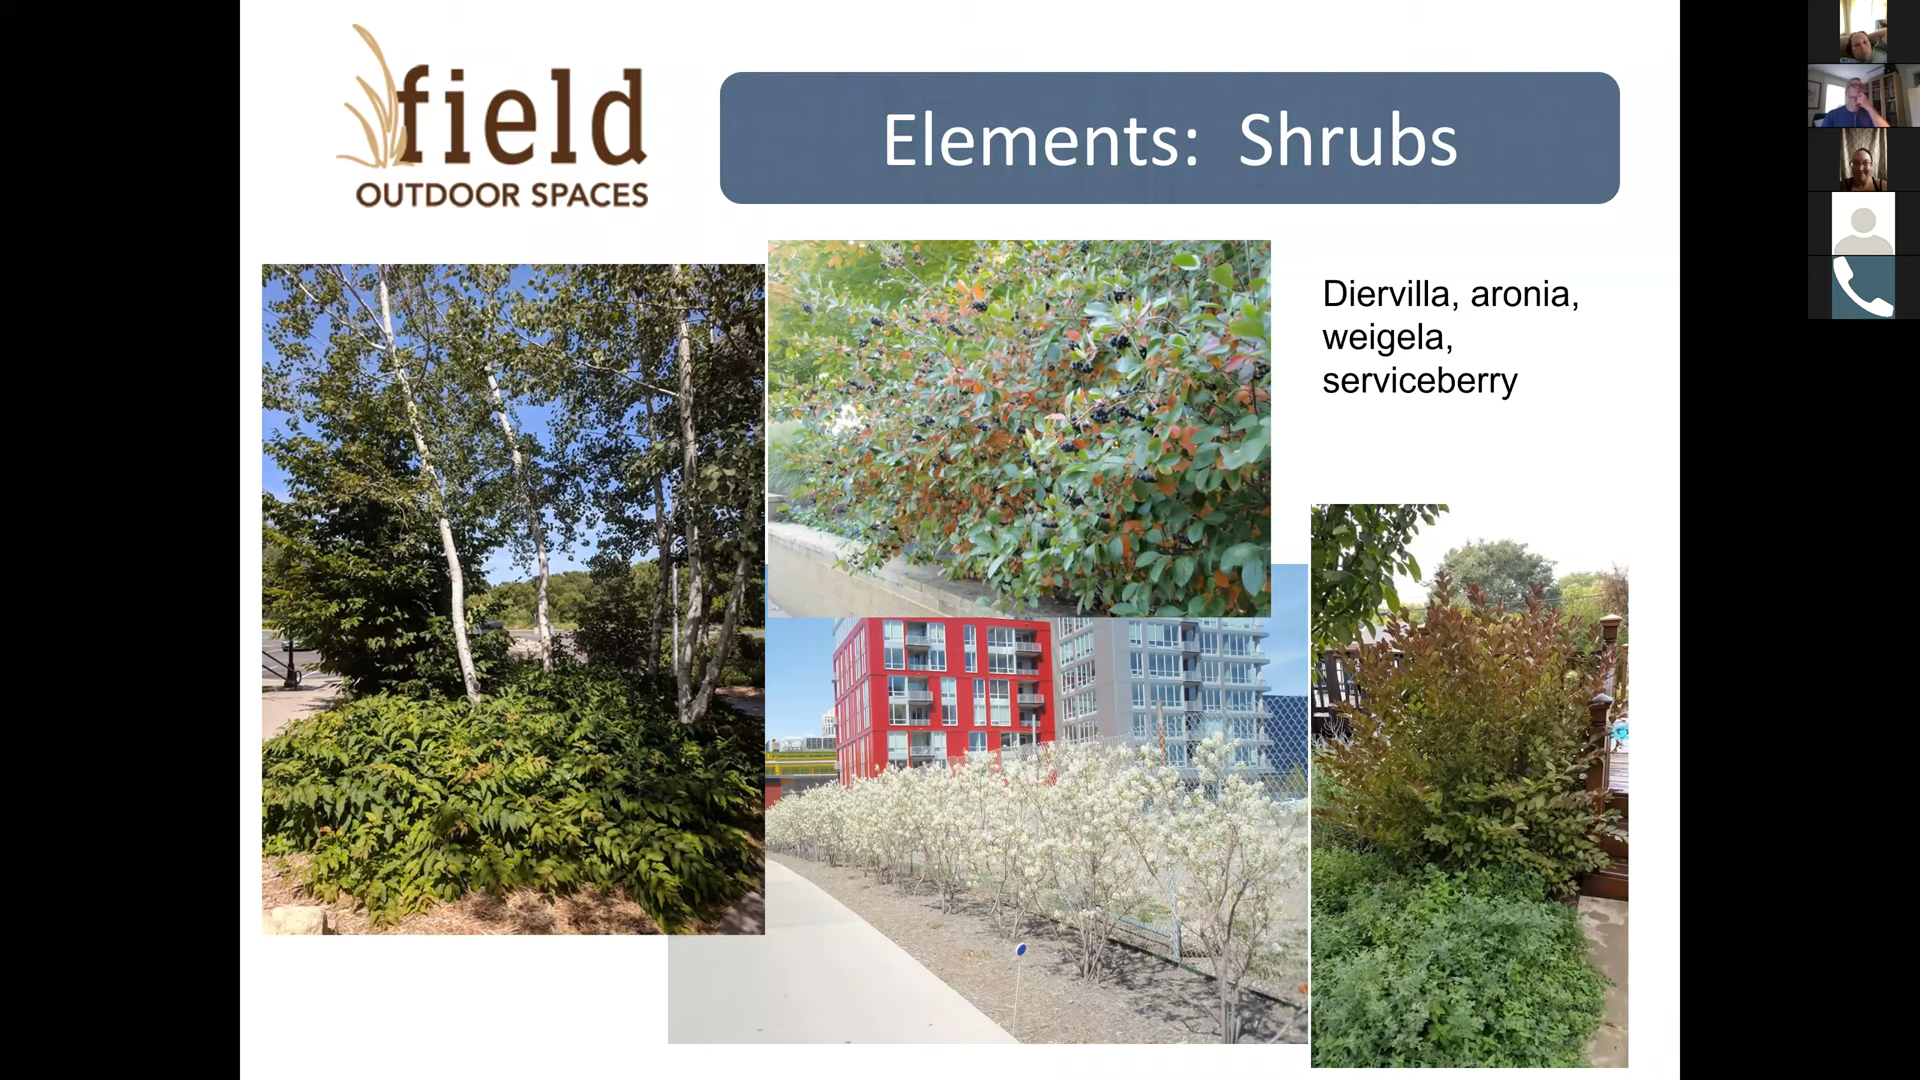 field
OUTDOOR SPACES
Elements: Shrubs
Diervilla, aronia,
weigela,
serviceberry